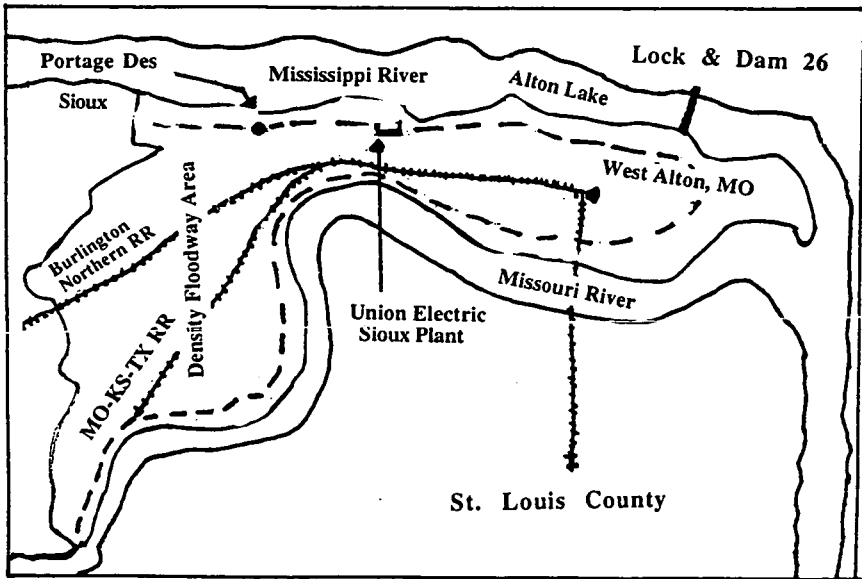 Portage Des
Sioux
Mississippi River
Alton Lake
Lock & Dam 26
West Alton, MO
Burlington
Northern RR
Density Floodway Area
MO-KS-TX RR
Union Electric
Sioux Plant
Missouri River
St. Louis County